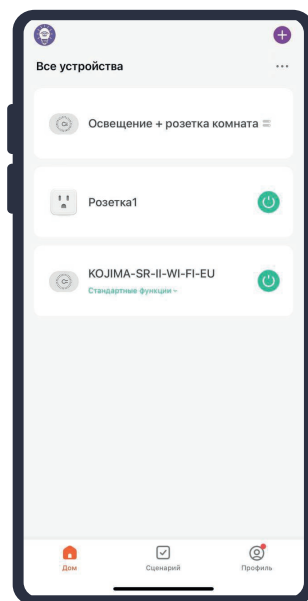 Все устройства
Освещение + розетка комната
Розетка1
KOJIMA-SR-II-WI-FI-EU
Стандартные функции
Дом
Сценарий
Профиль